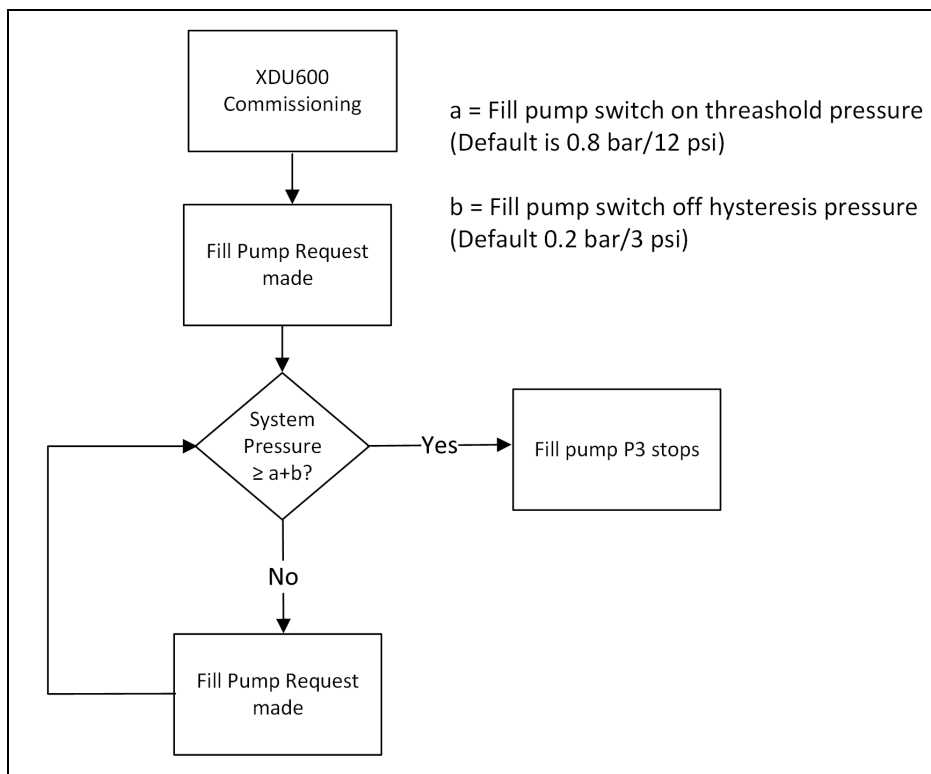 XDU600
Commissioning
a = Fill pump switch on threashold pressure
(Default is 0.8 bar/12 psi)
b = Fill pump switch off hysteresis pressure
(Default 0.2 bar/3 psi)
Fill Pump Request
made
System
Pressure
≥ a+b?
Yes
Fill pump P3 stops
No
Fill Pump Request
made